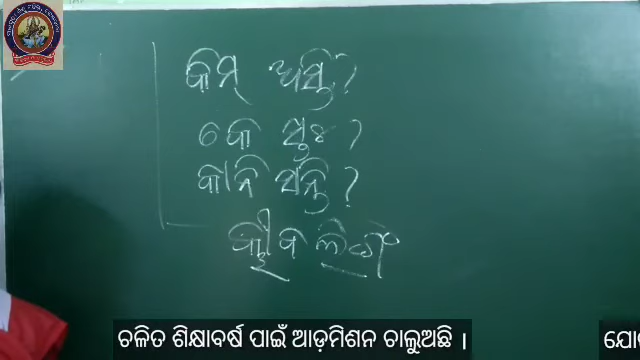 କିମ୍ ଅସ୍ତି?
କେ ସ୍ତଃ ?
କାନି ସନ୍ତି ?
କ୍ଲୀବ ଲିଙ୍ଗ
ଚଳିତ ଶିକ୍ଷାବର୍ଷ ପାଇଁ ଆଡ଼ମିଶନ ଚାଲୁଅଛି ।